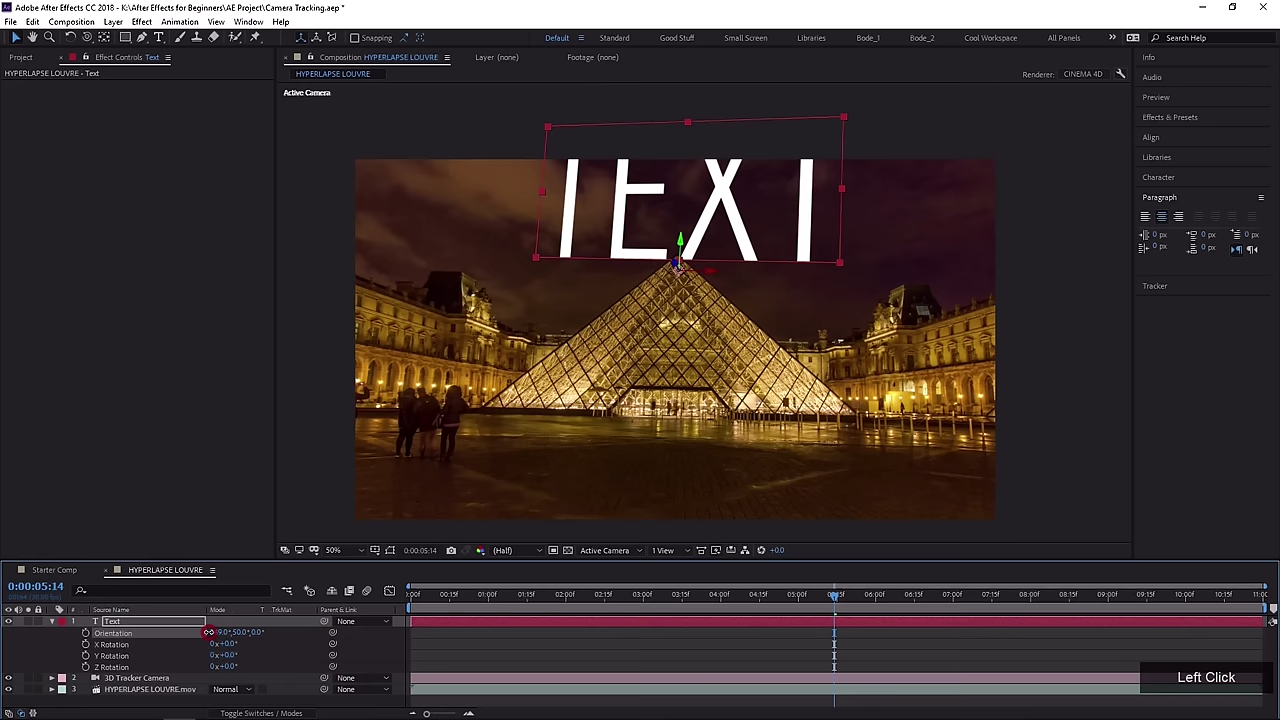 Adobe After Effects CC 2018 - K:\After Effects for Beginners\AE Project\Camera Tracking.aep *
File Edit Composition Layer Effect Animation View Window Help
Snapping Default Standard Good Stuff Small Screen Libraries Bode_1 Bode_2 Cool Workspace All Panels Search Help
Project Effect Controls Text Composition HYPERLAPSE LOUVRE Layer (none) Footage (none) Info
HYPERLAPSE LOUVRE - Text HYPERLAPSE LOUVRE Renderer: CINEMA 4D Audio
Active Camera Preview
Effects & Presets
Align
Libraries
Character
Paragraph
TEXT
0 px 0 px 0 px
0 px 0 px
Tracker
50% 0:00:05:14 (Half) Active Camera 1 View +0.0
Starter Comp HYPERLAPSE LOUVRE
0:00:05:14
:00f 00:15f 01:00f 01:15f 02:00f 02:15f 03:00f 03:15f 04:00f 04:15f 05:00f 05:15f 06:00f 06:15f 07:00f 07:15f 08:00f 08:15f 09:00f 09:15f 10:00f 10:15f 11:00
# Source Name Mode T TrkMat Parent & Link
1 T Text None
Orientation 9.0°,50.0°,0.0°
X Rotation 0x+0.0°
Y Rotation 0x+0.0°
Z Rotation 0x+0.0°
2 3D Tracker Camera None
3 HYPERLAPSE LOUVRE.mov Normal None
Left Click
Toggle Switches / Modes